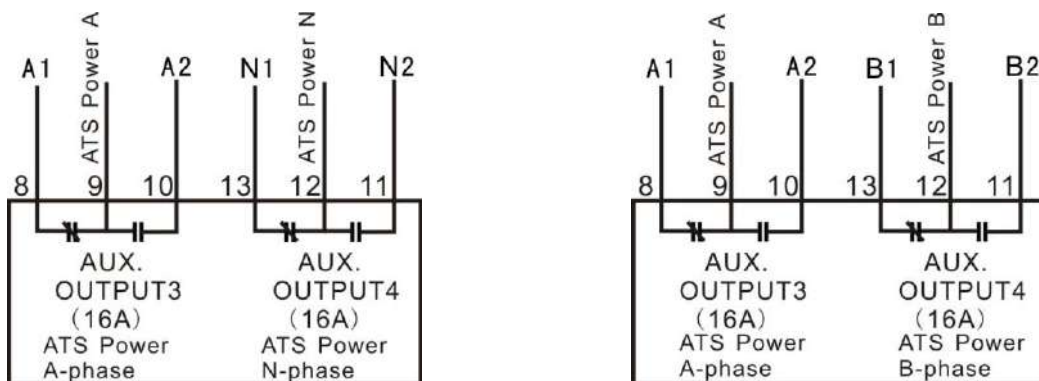 A1 ATS Power A A2 N1 ATS Power N N2
8 9 10 13 12 11
AUX.
OUTPUT3
(16A)
ATS Power
A-phase
AUX.
OUTPUT4
(16A)
ATS Power
N-phase
A1 ATS Power A A2 B1 ATS Power B B2
8 9 10 13 12 11
AUX.
OUTPUT3
(16A)
ATS Power
A-phase
AUX.
OUTPUT4
(16A)
ATS Power
B-phase